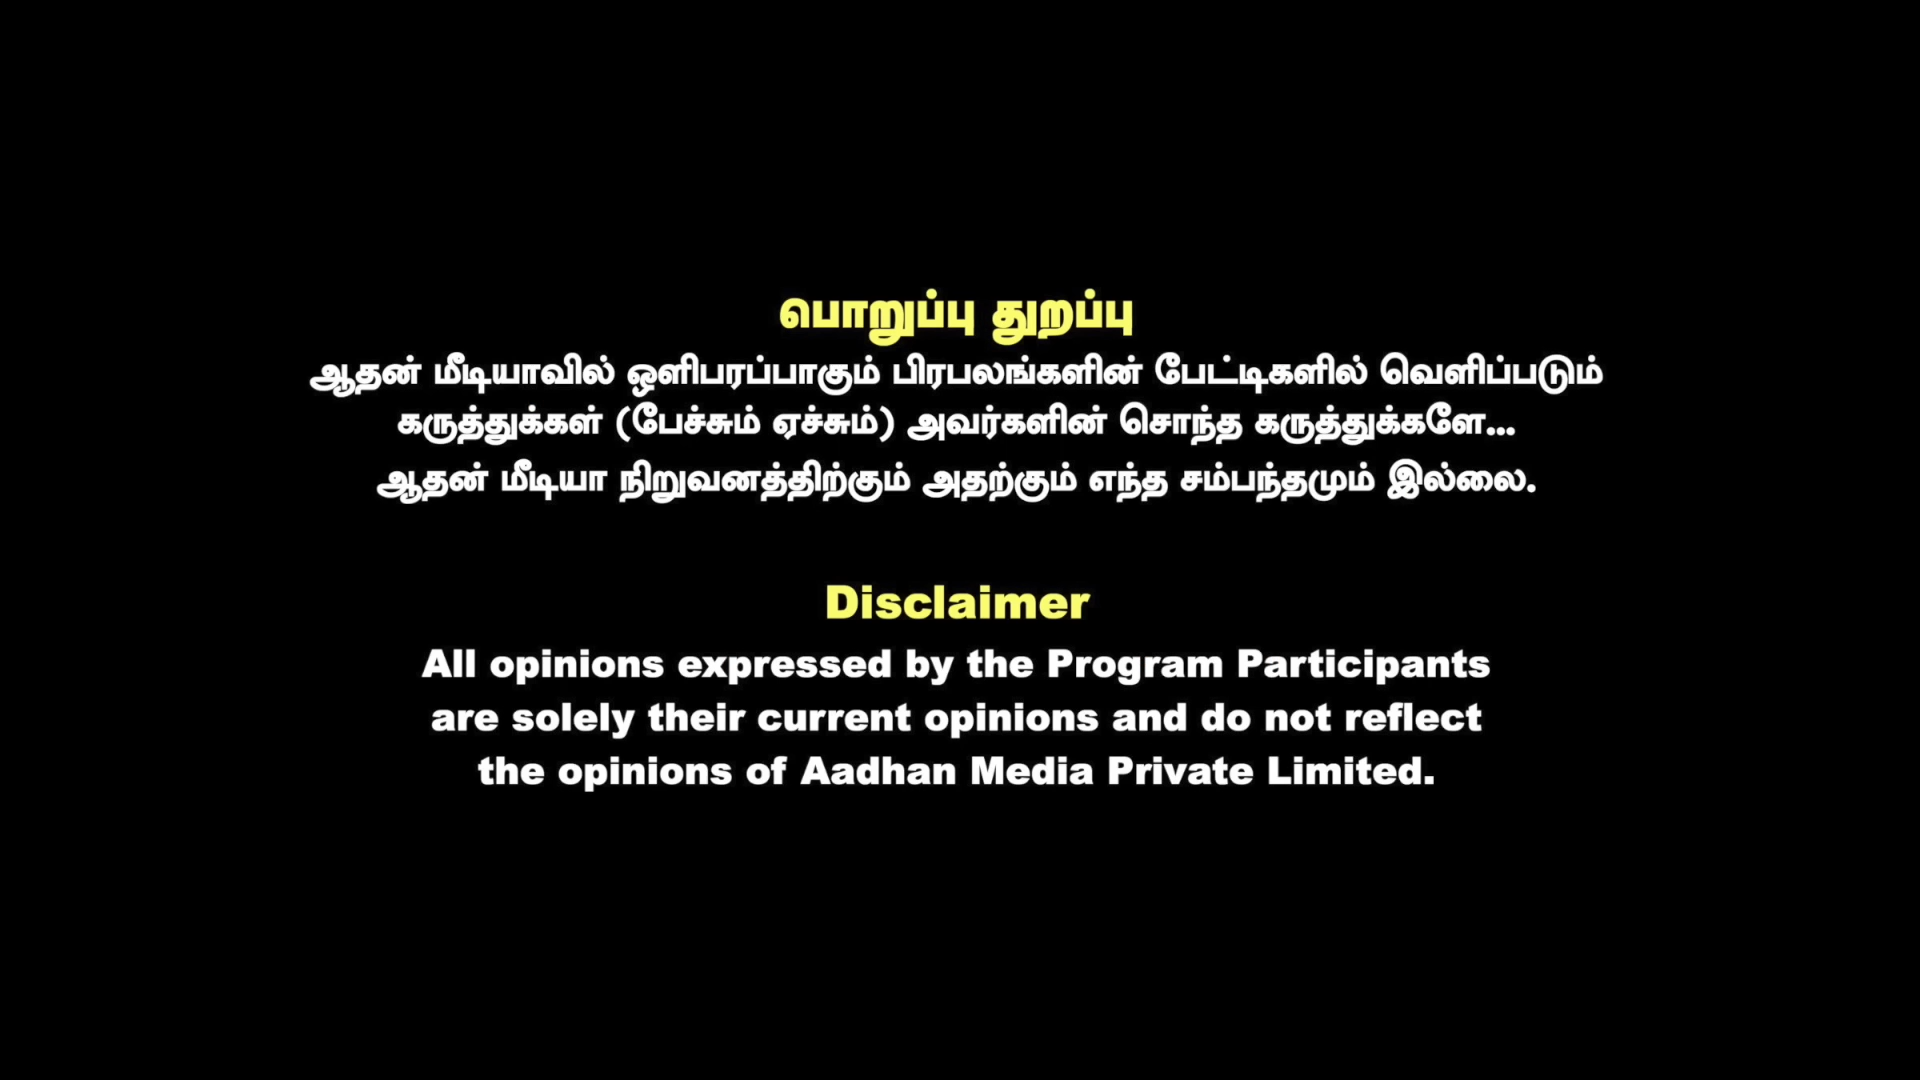 பொறுப்பு துறப்பு
ஆதன் மீடியாவில் ஒளிபரப்பாகும் பிரபலங்களின் பேட்டிகளில் வெளிப்படும்
கருத்துக்கள் (பேச்சும் ஏச்சும்) அவர்களின் சொந்த கருத்துக்களே...
ஆதன் மீடியா நிறுவனத்திற்கும் அதற்கும் எந்த சம்பந்தமும் இல்லை.
Disclaimer
All opinions expressed by the Program Participants
are solely their current opinions and do not reflect
the opinions of Aadhan Media Private Limited.